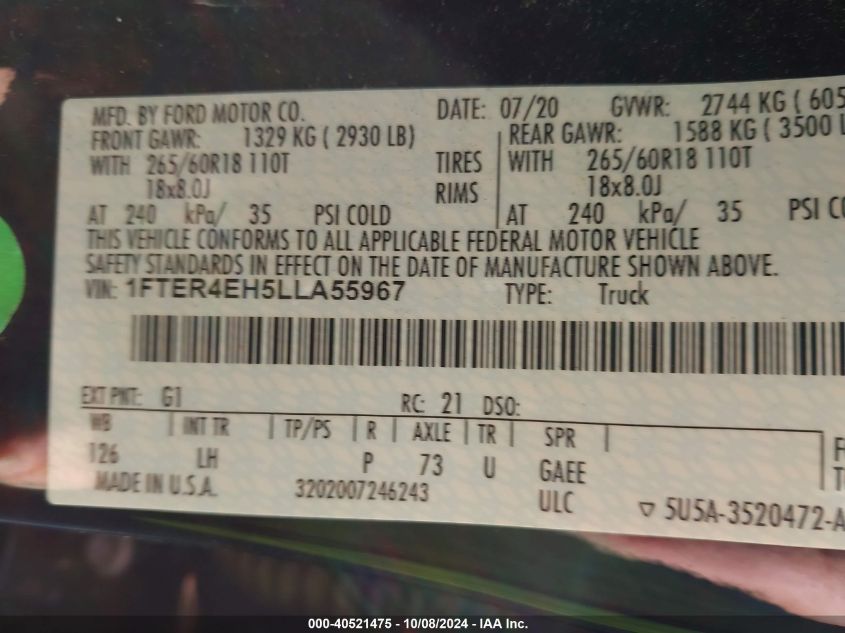 MFD. BY FORD MOTOR CO. DATE: 07/20 GVWR: 2744 KG ( 605
FRONT GAWR: 1329 KG ( 2930 LB) REAR GAWR: 1588 KG ( 3500 L
WITH 265/60R18 110T TIRES WITH 265/60R18 110T
18x8.0J RIMS 18x8.0J
AT 240 kPa/ 35 PSI COLD AT 240 kPa/ 35 PSI CO
THIS VEHICLE CONFORMS TO ALL APPLICABLE FEDERAL MOTOR VEHICLE
SAFETY STANDARDS IN EFFECT ON THE DATE OF MANUFACTURE SHOWN ABOVE.
VIN: 1FTER4EH5LLA55967 TYPE: Truck
EXT PNT: G1 RC: 21 DSO:
WB INT TR TP/PS R AXLE TR SPR
126 LH P 73 U GAEE
MADE IN U.S.A. 3202007246243 ULC ▽ 5U5A-3520472-A
000-40521475 - 10/08/2024 - IAA Inc.